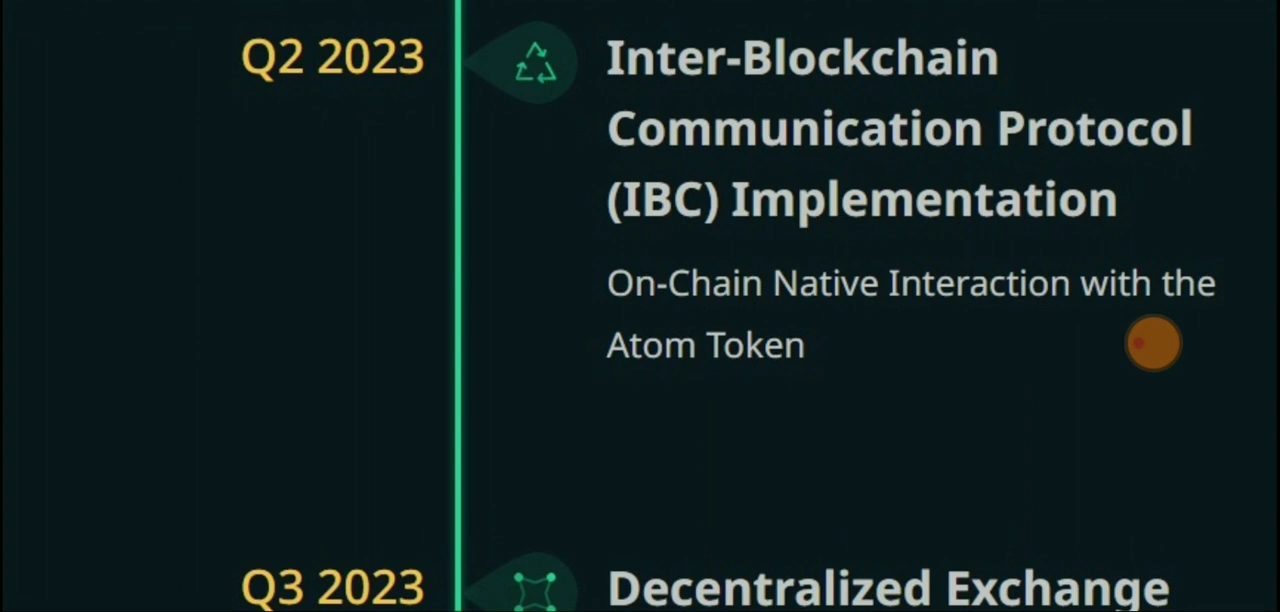 Q2 2023
Inter-Blockchain
Communication Protocol
(IBC) Implementation
On-Chain Native Interaction with the
Atom Token
Q3 2023
Decentralized Exchange